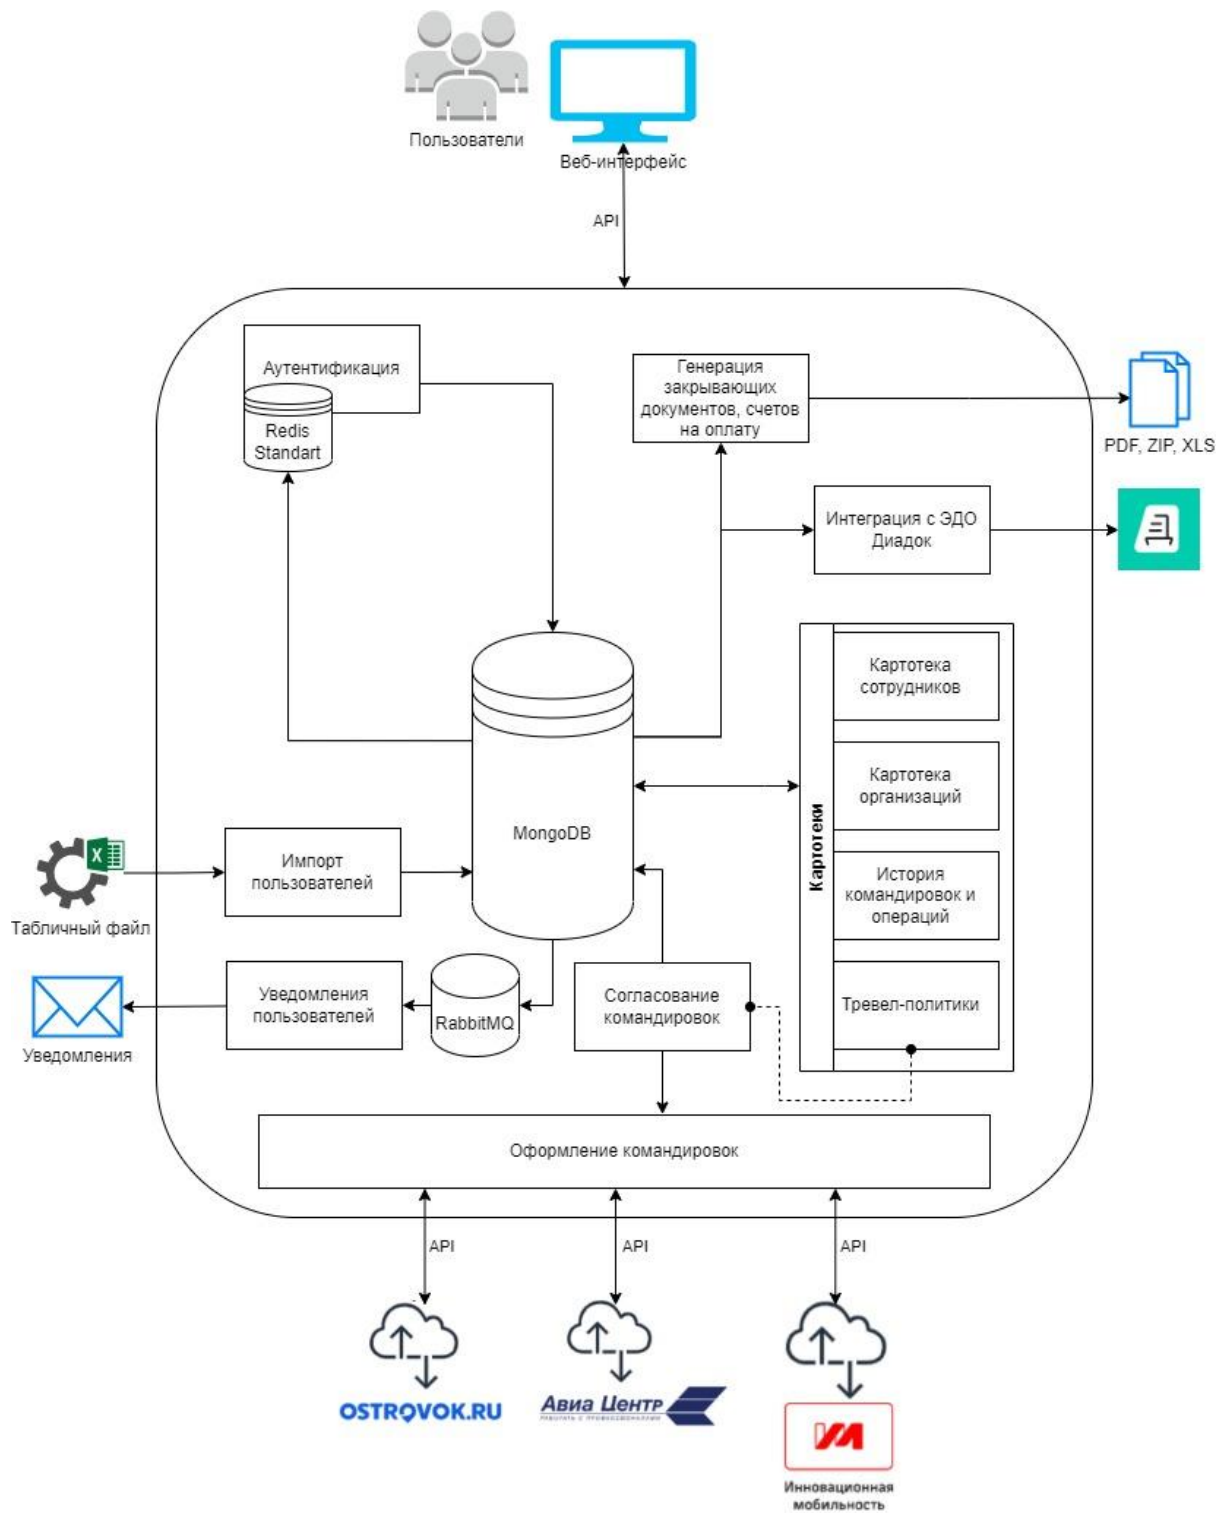 Пользователи
Веб-интерфейс
API
Аутентификация
Redis
Standart
Генерация
закрывающих
документов, счетов
на оплату
PDF, ZIP, XLS
Интеграция с ЭДО
Диадок
Картотеки
Картотека
сотрудников
Картотека
организаций
История
командировок и
операций
Тревел-политики
MongoDB
Импорт
пользователей
X
Табличный файл
Уведомления
пользователей
RabbitMQ
Уведомления
Согласование
командировок
Оформление командировок
API
API
API
OSTROVOK.RU
Авиа Центр
РАБОТАТЬ С ПРОФЕССИОНАЛАМИ
Инновационная
мобильность